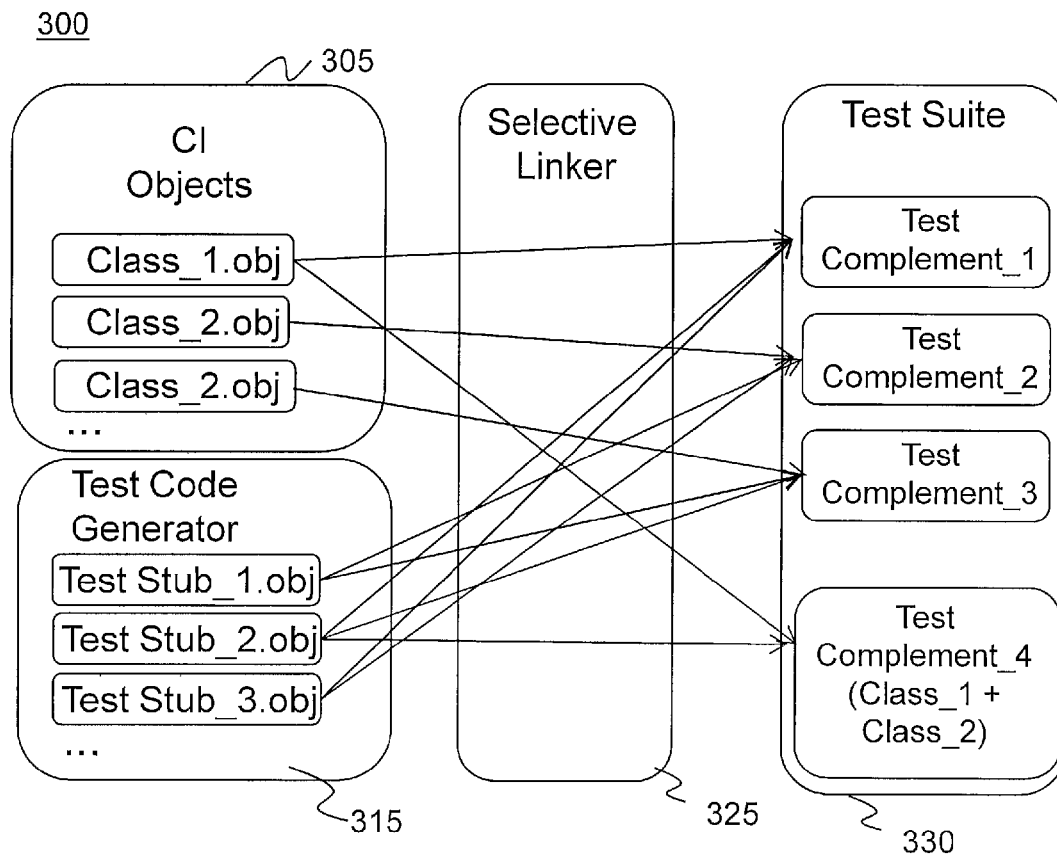 300
305
CI
Objects
Class_1.obj
Class_2.obj
Class_2.obj
...
Test Code
Generator
Test Stub_1.obj
Test Stub_2.obj
Test Stub_3.obj
...
315
Selective
Linker
325
Test Suite
Test
Complement_1
Test
Complement_2
Test
Complement_3
Test
Complement_4
(Class_1 +
Class_2)
330